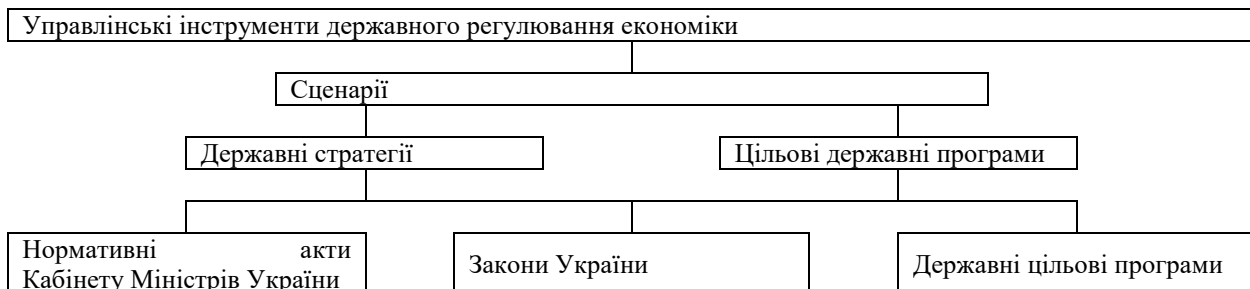 Управлінські інструменти державного регулювання економіки
Сценарії
Державні стратегії
Цільові державні програми
Нормативні акти
Кабінету Міністрів України
Закони України
Державні цільові програми